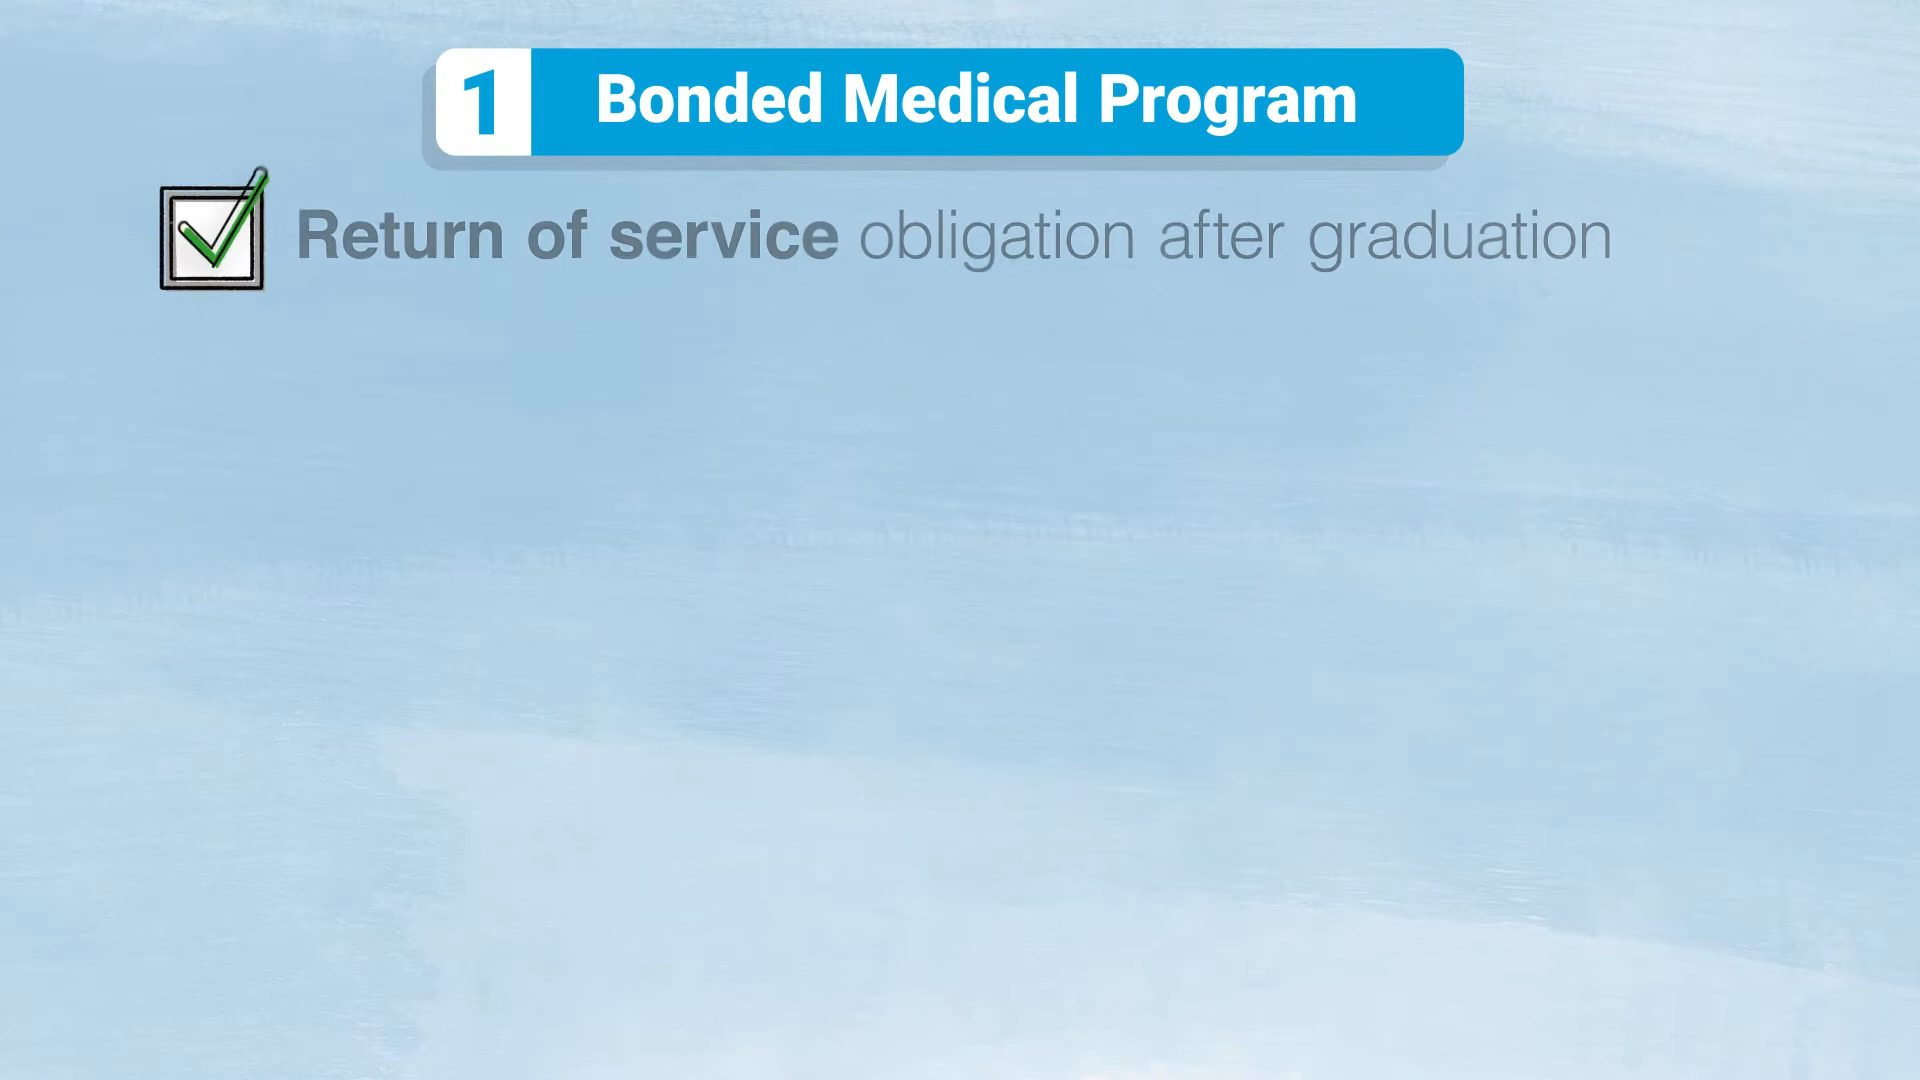 1 Bonded Medical Program
Return of service obligation after graduation